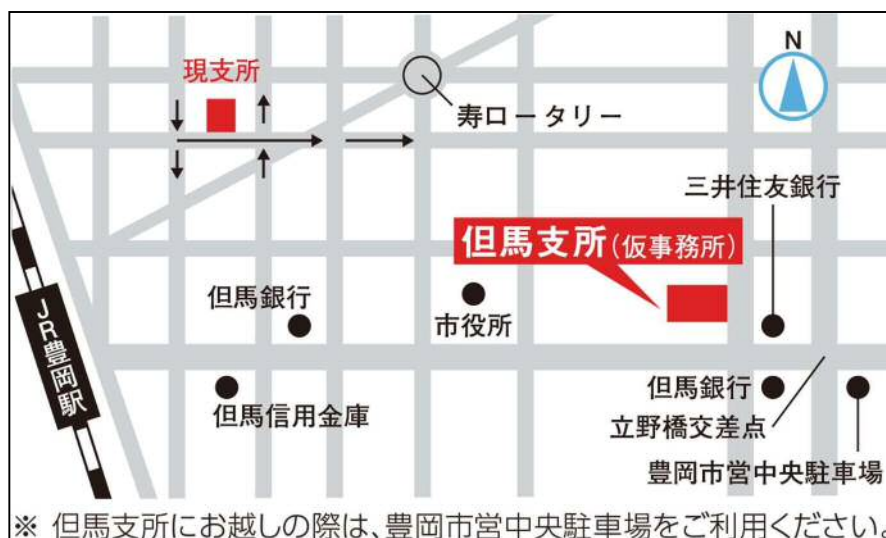 N
現支所
寿ロータリー
三井住友銀行
但馬支所(仮事務所)
但馬銀行
市役所
JR豊岡駅
但馬信用金庫
但馬銀行
立野橋交差点
豊岡市営中央駐車場
※ 但馬支所にお越しの際は、豊岡市営中央駐車場をご利用ください。